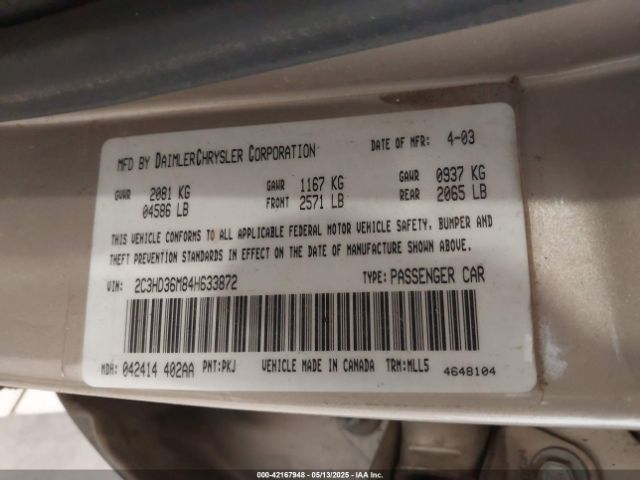 MFD BY DAIMLERCHRYSLER CORPORATION DATE OF MFR: 4-03
GVWR 2081 KG 04586 LB GAWR FRONT 1167 KG 2571 LB GAWR REAR 0937 KG 2065 LB
THIS VEHICLE CONFORMS TO ALL APPLICABLE FEDERAL MOTOR VEHICLE SAFETY, BUMPER AND
THEFT PREVENTION STANDARDS IN EFFECT ON THE DATE OF MANUFACTURE SHOWN ABOVE.
VIN: 2C3HD36M84H633872 TYPE: PASSENGER CAR
MDH: 042414 402AA PNT: PKJ VEHICLE MADE IN CANADA TRM: MLL5 4648104
000-42167948 - 05/13/2025 - IAAI.COM